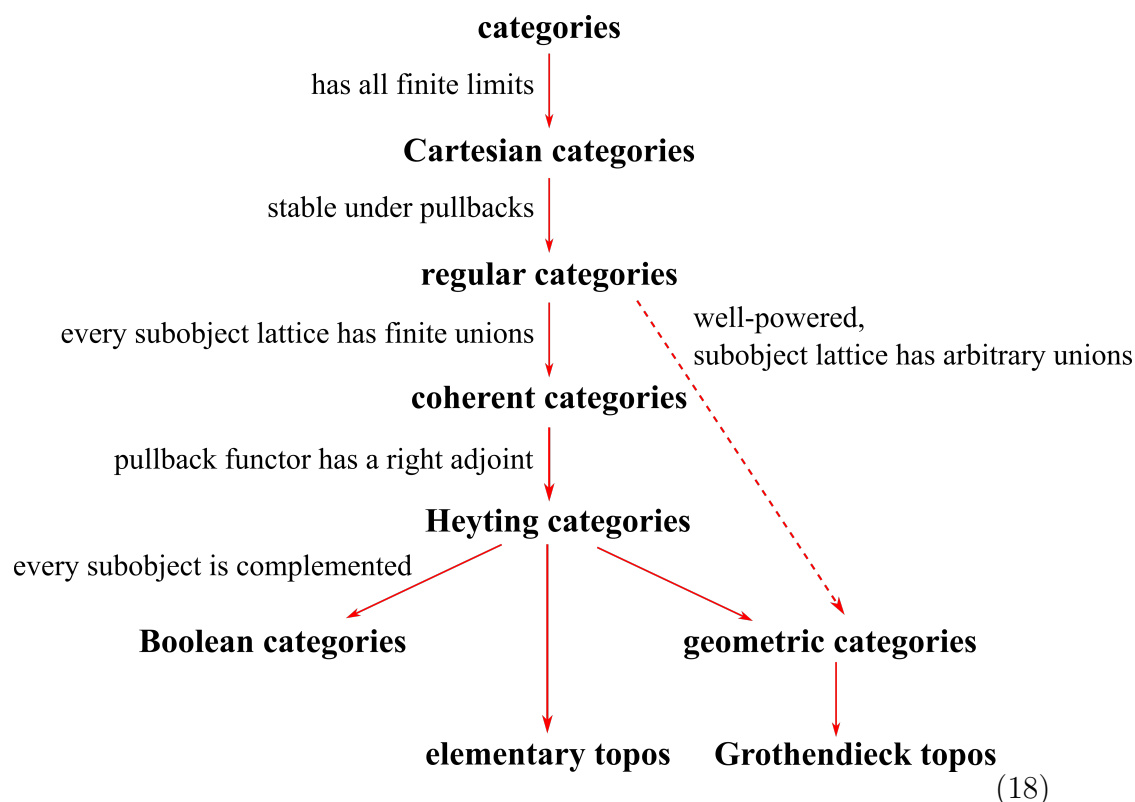 categories
has all finite limits
Cartesian categories
stable under pullbacks
regular categories
well-powered,
every subobject lattice has finite unions
subobject lattice has arbitrary unions
coherent categories
pullback functor has a right adjoint
Heyting categories
every subobject is complemented
Boolean categories
geometric categories
elementary topos
Grothendieck topos
(18)